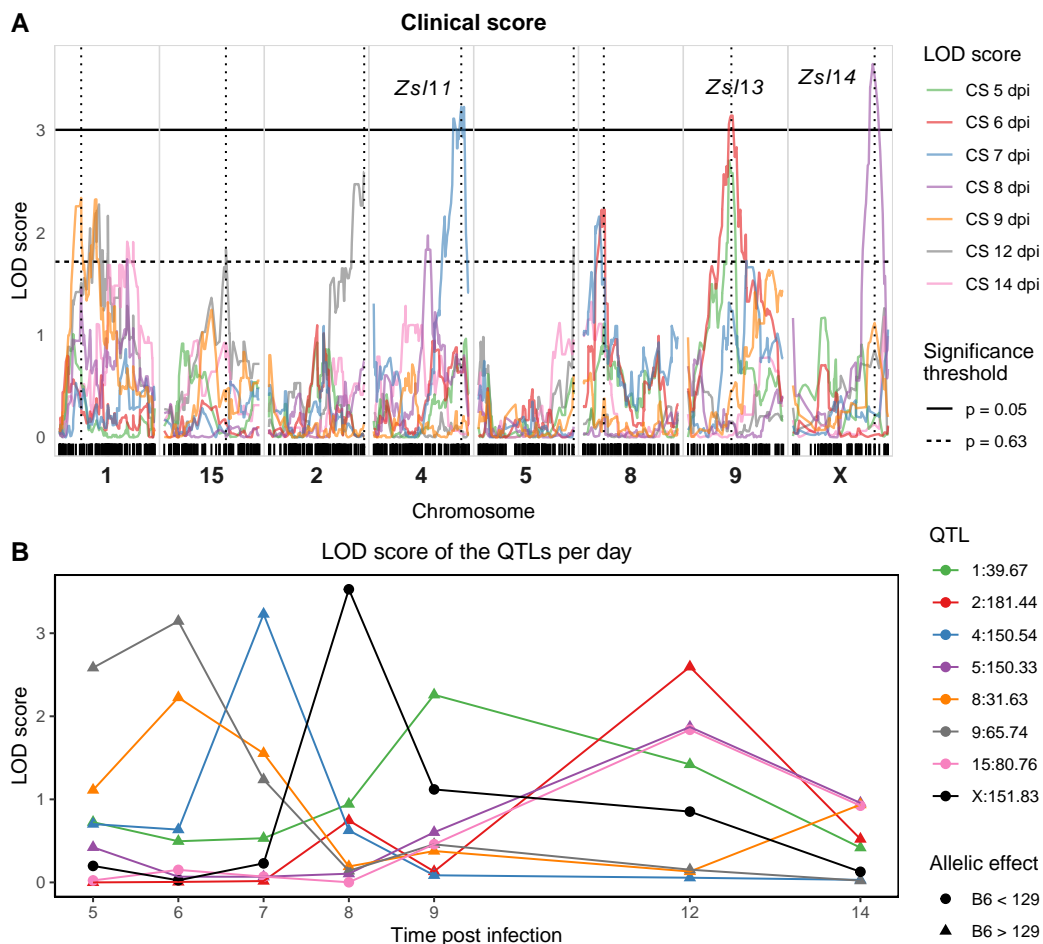 A
Clinical score
LOD score
3
2
1
0
Zsl11
Zsl13
Zsl14
1 15 2 4 5 8 9 X
Chromosome
LOD score
CS 5 dpi
CS 6 dpi
CS 7 dpi
CS 8 dpi
CS 9 dpi
CS 12 dpi
CS 14 dpi
Significance
threshold
p = 0.05
p = 0.63
B
LOD score of the QTLs per day
LOD score
3
2
1
0
5 6 7 8 9 12 14
Time post infection
QTL
1:39.67
2:181.44
4:150.54
5:150.33
8:31.63
9:65.74
15:80.76
X:151.83
Allelic effect
B6 < 129
B6 > 129